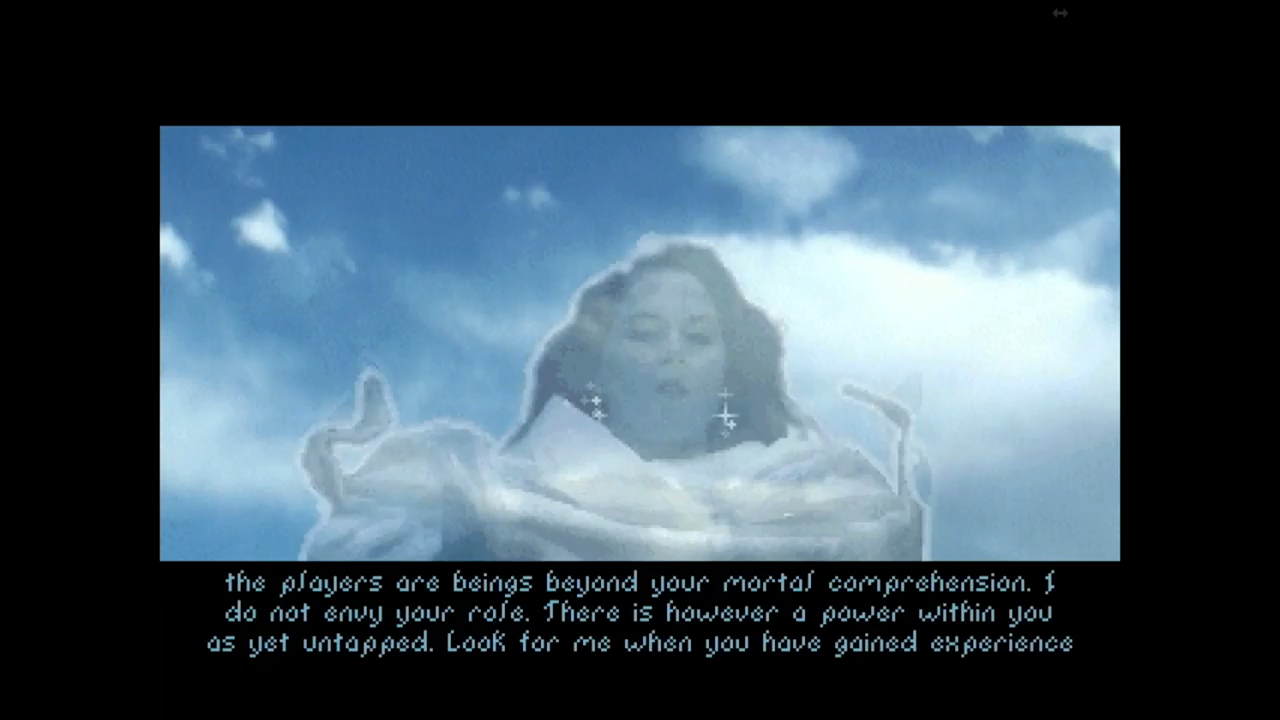 the players are beings beyond your mortal comprehension. I
do not envy your role. There is however a power within you
as yet untapped. Look for me when you have gained experience